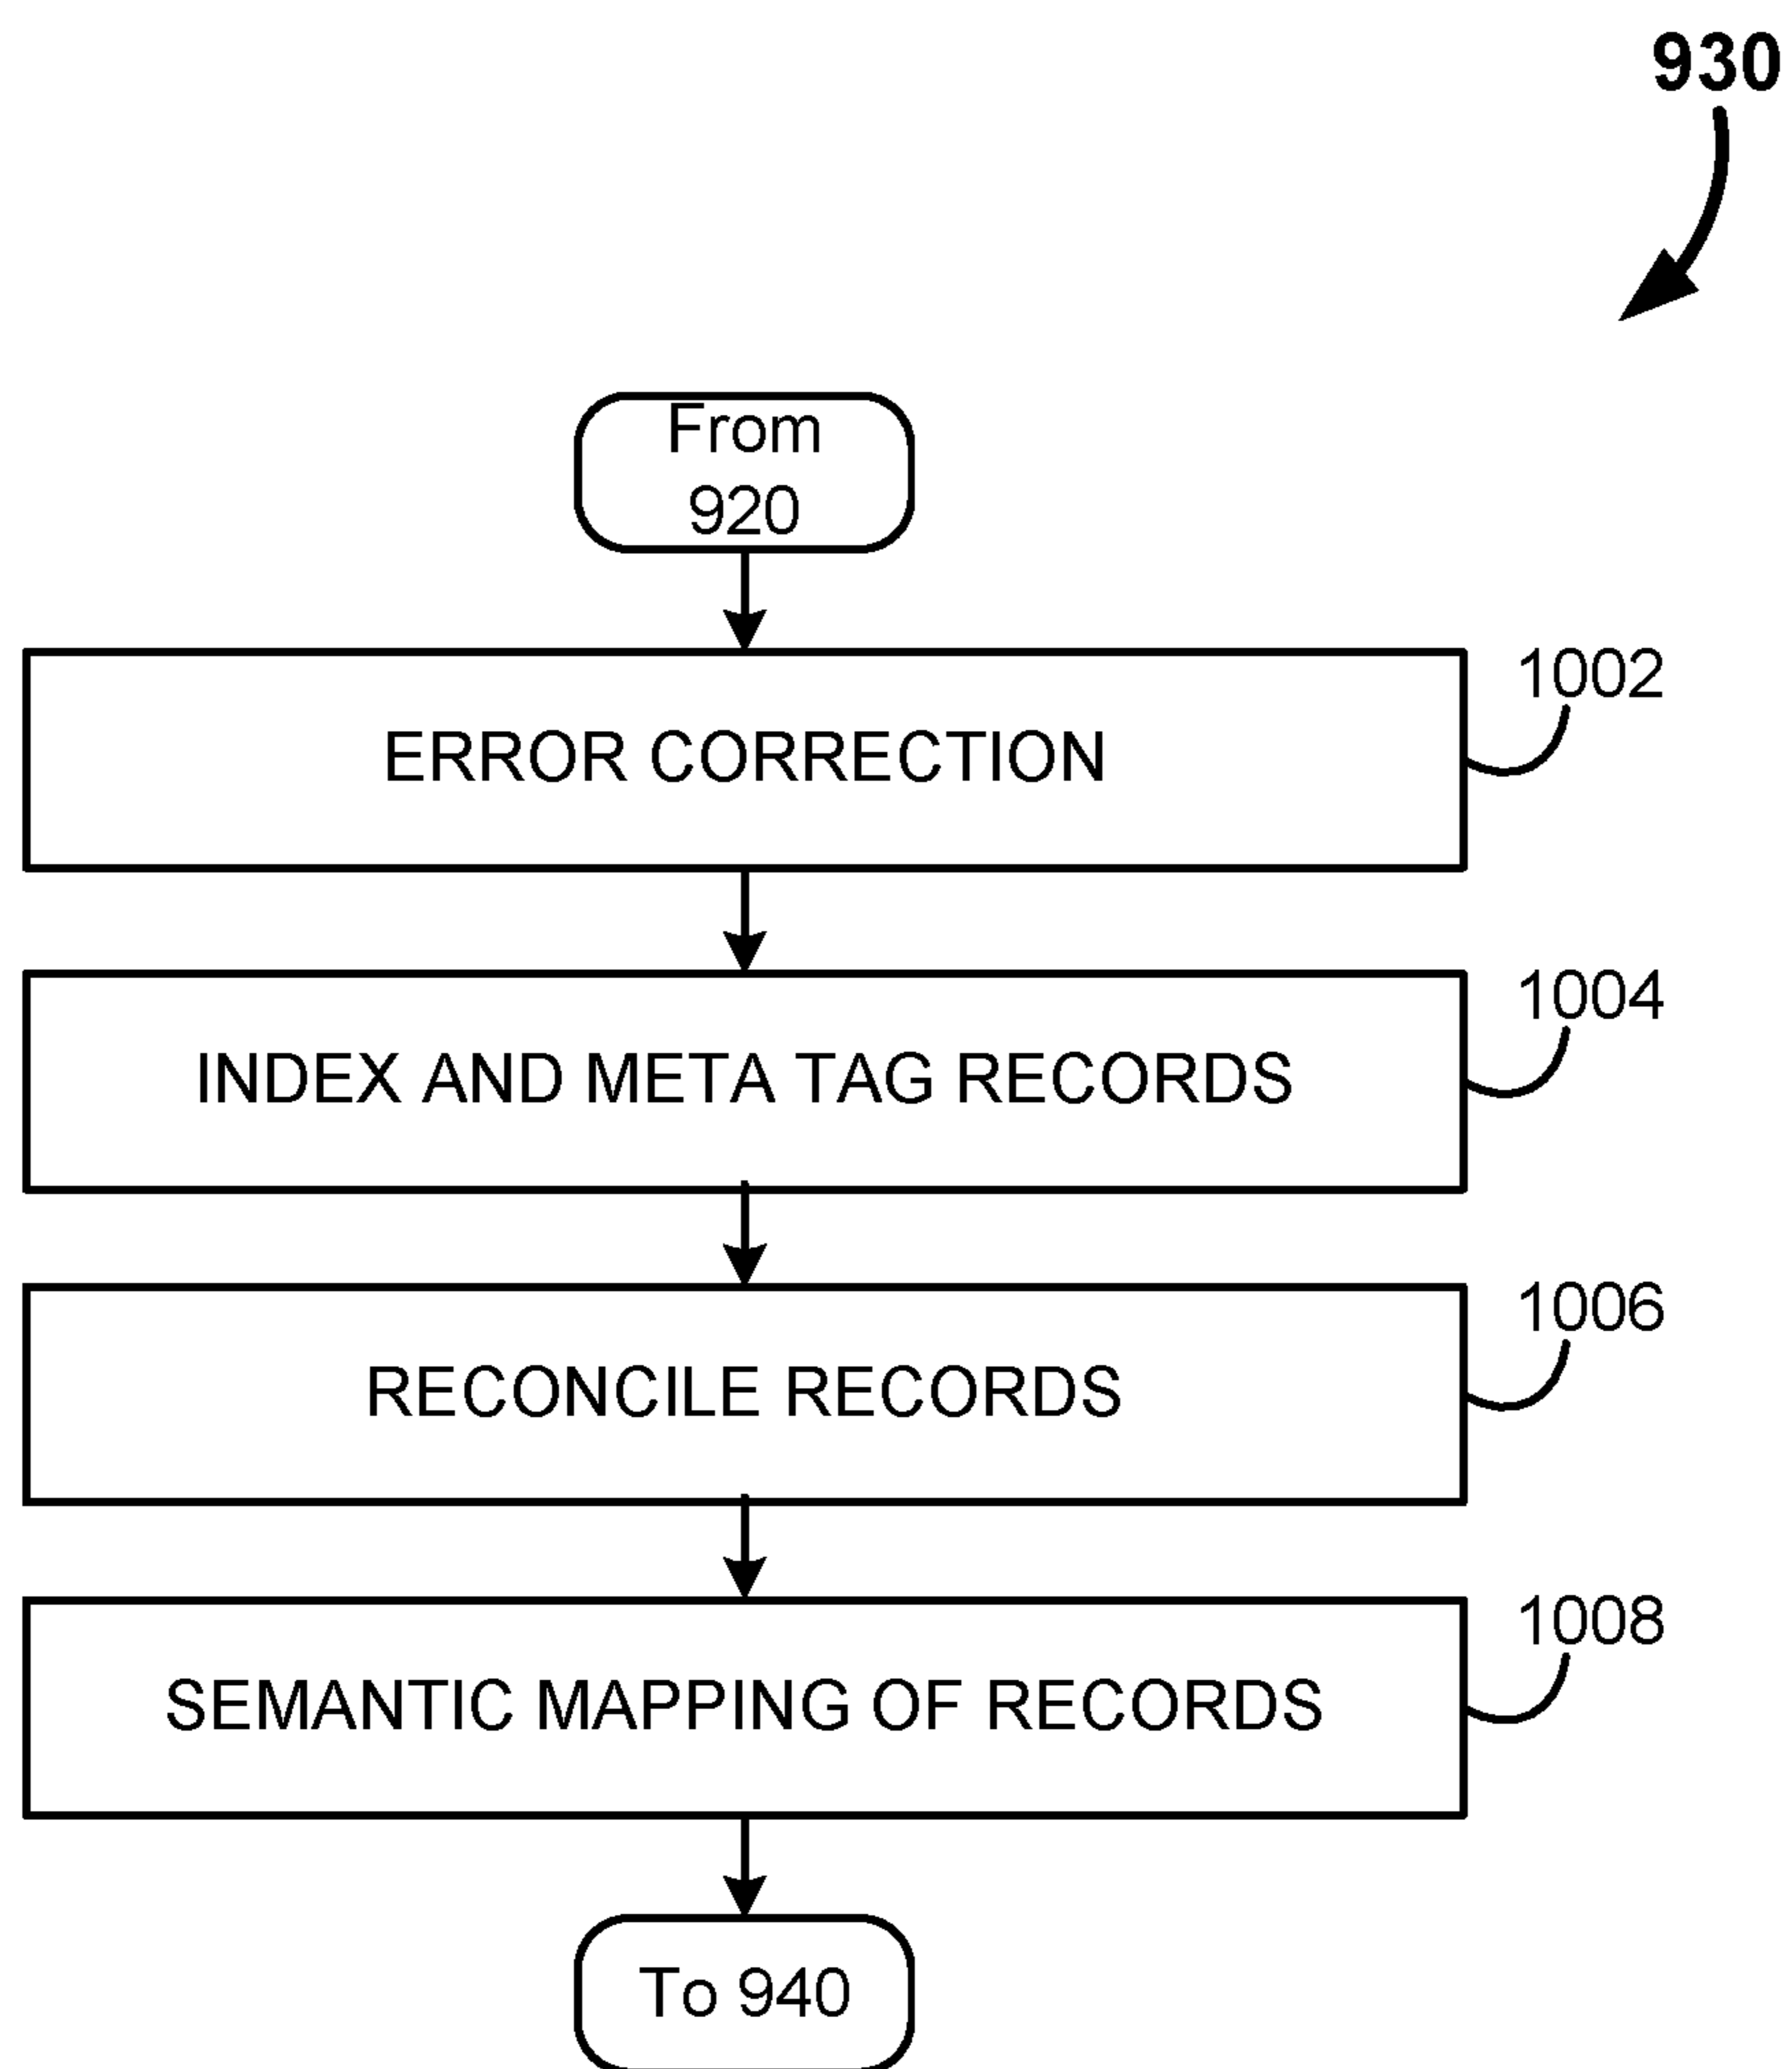 930
From
920
1002
ERROR CORRECTION
1004
INDEX AND META TAG RECORDS
1006
RECONCILE RECORDS
1008
SEMANTIC MAPPING OF RECORDS
To 940